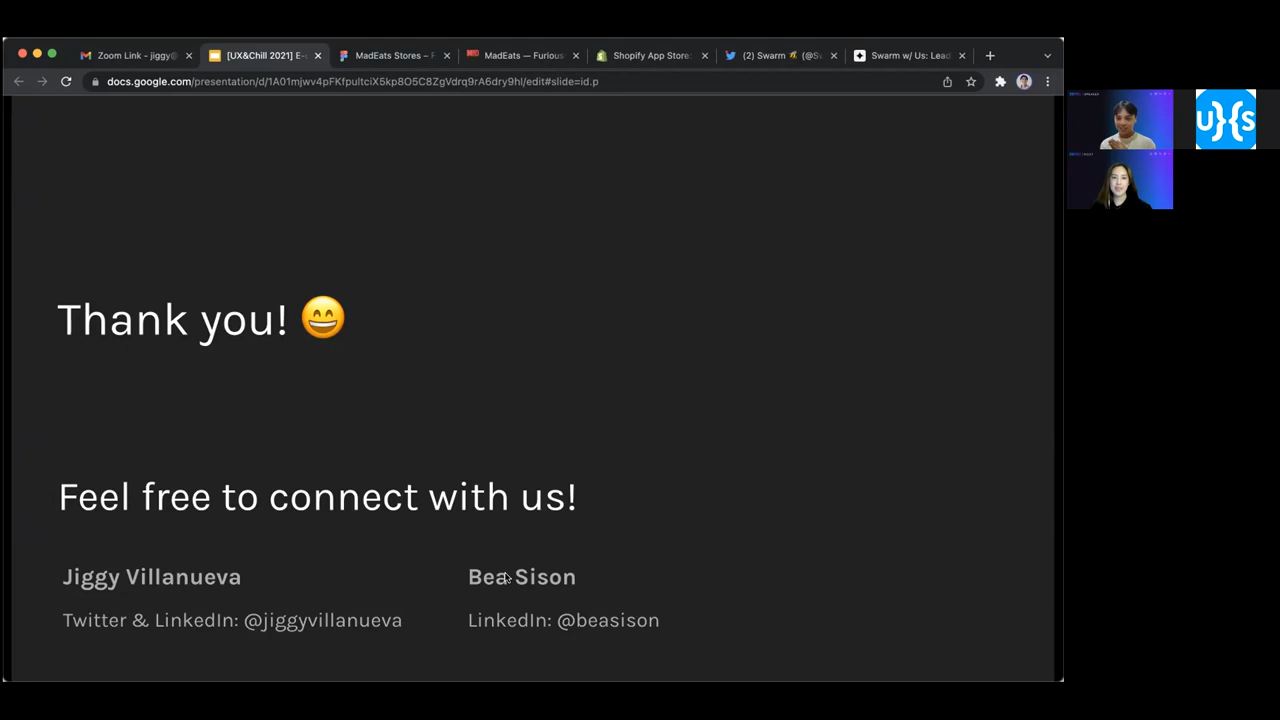 Zoom Link - jiggy@
[UX&Chill 2021] E-
MadEats Stores – F
MadEats — Furious
Shopify App Store:
(2) Swarm 🐝 (@Sw
Swarm w/ Us: Lead
docs.google.com/presentation/d/1A01mjwv4pFKfpultciX5kp8O5C8ZgVdrq9rA6dry9hI/edit#slide=id.p
U}{S
Thank you! 😄
Feel free to connect with us!
Jiggy Villanueva
Bea Sison
Twitter & LinkedIn: @jiggyvillanueva
LinkedIn: @beasison